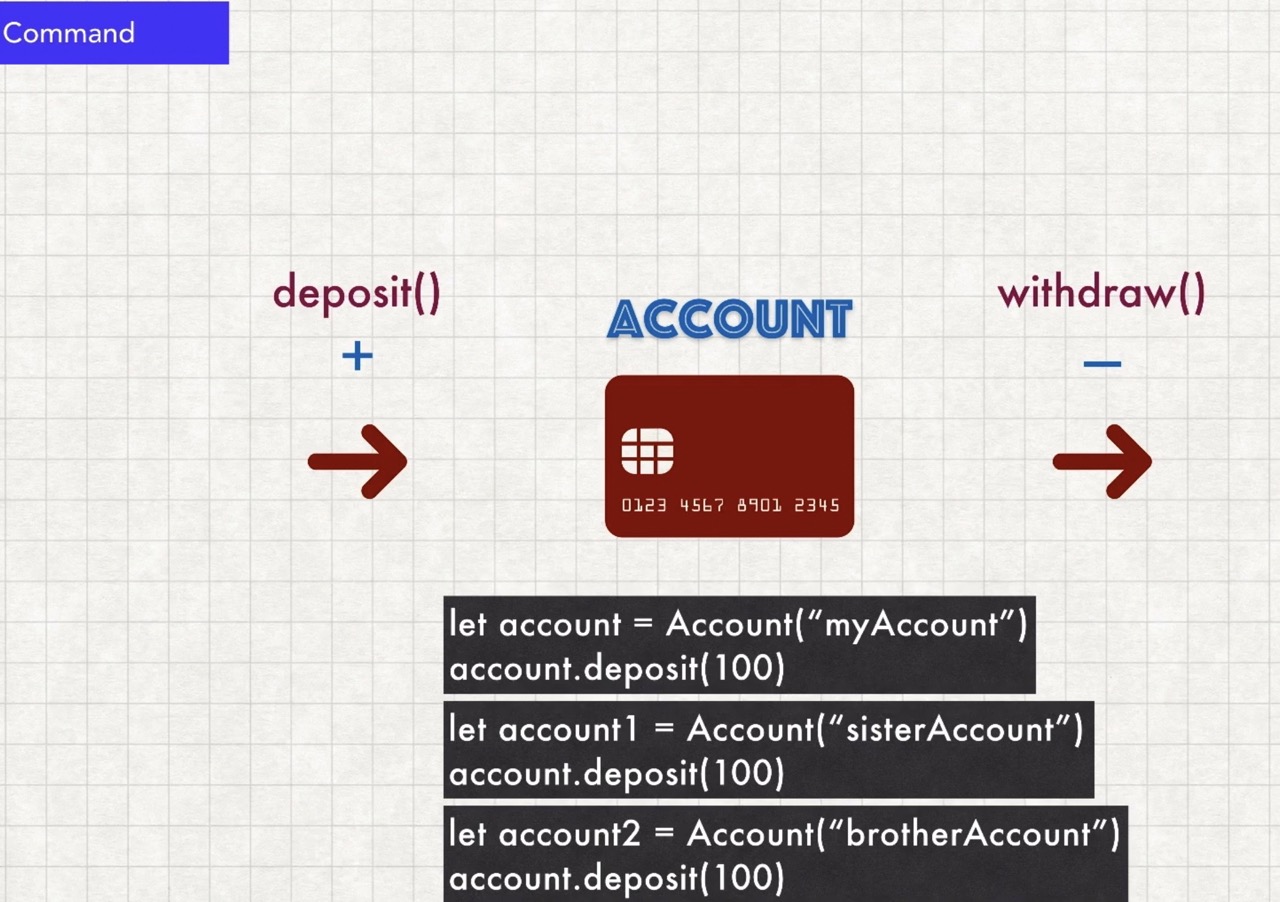 Command
deposit()
+
ACCOUNT
withdraw()
–
0123 4567 8901 2345
let account = Account(“myAccount”)
account.deposit(100)
let account1 = Account(“sisterAccount”)
account.deposit(100)
let account2 = Account(“brotherAccount”)
account.deposit(100)